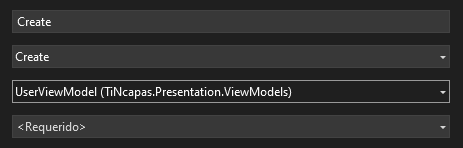 Create
Create
UserViewModel (TiNcapas.Presentation.ViewModels)
<Requerido>